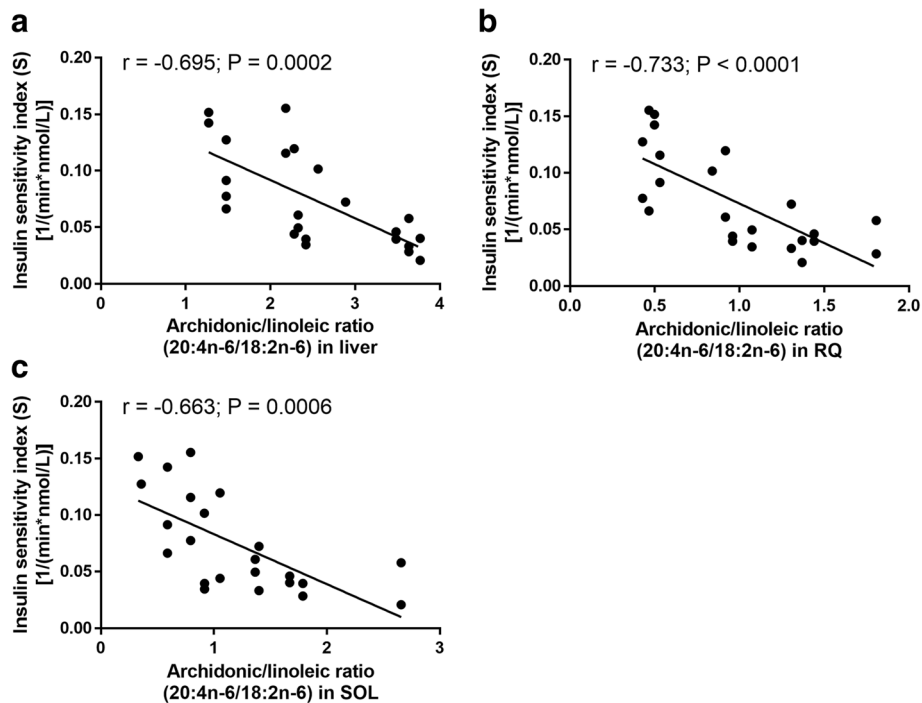 a
r = -0.695; P = 0.0002
Insulin sensitivity index (S)
[1/(min*nmol/L)]
0.20
0.15
0.10
0.05
0.00
0 1 2 3 4
Archidonic/linoleic ratio
(20:4n-6/18:2n-6) in liver
b
r = -0.733; P < 0.0001
Insulin sensitivity index (S)
[1/(min*nmol/L)]
0.20
0.15
0.10
0.05
0.00
0.0 0.5 1.0 1.5 2.0
Archidonic/linoleic ratio
(20:4n-6/18:2n-6) in RQ
c
r = -0.663; P = 0.0006
Insulin sensitivity index (S)
[1/(min*nmol/L)]
0.20
0.15
0.10
0.05
0.00
0 1 2 3
Archidonic/linoleic ratio
(20:4n-6/18:2n-6) in SOL